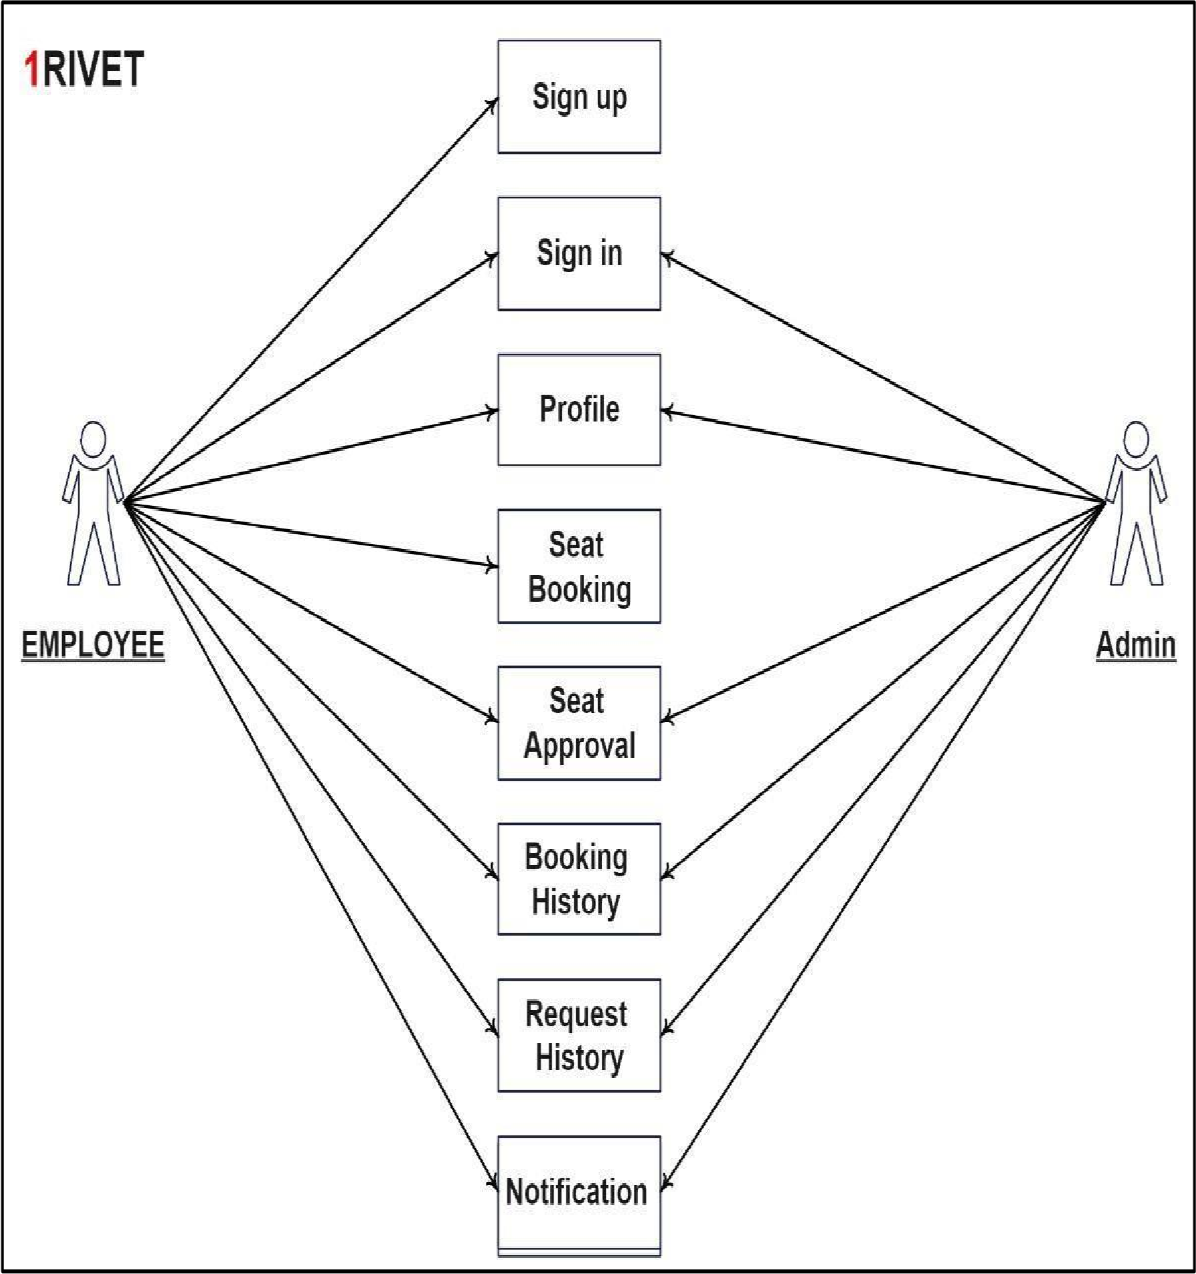 1RIVET
Sign up
Sign in
Profile
Seat
Booking
EMPLOYEE
Admin
Seat
Approval
Booking
History
Request
History
Notification